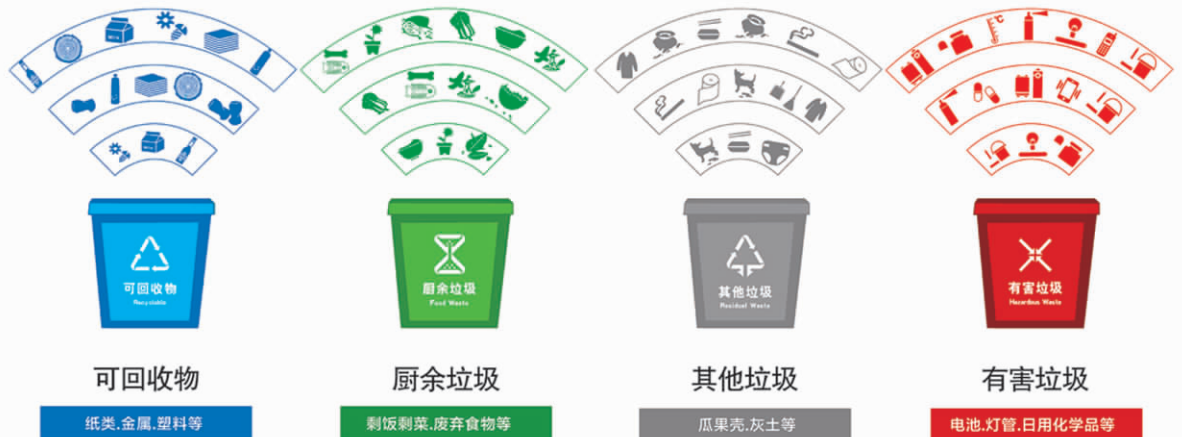 可回收物
Recyclable
厨余垃圾
Food Waste
其他垃圾
Residual Waste
有害垃圾
Hazardous Waste
可回收物
厨余垃圾
其他垃圾
有害垃圾
纸类.金属.塑料等
剩饭剩菜.废弃食物等
瓜果壳.灰土等
电池.灯管.日用化学品等